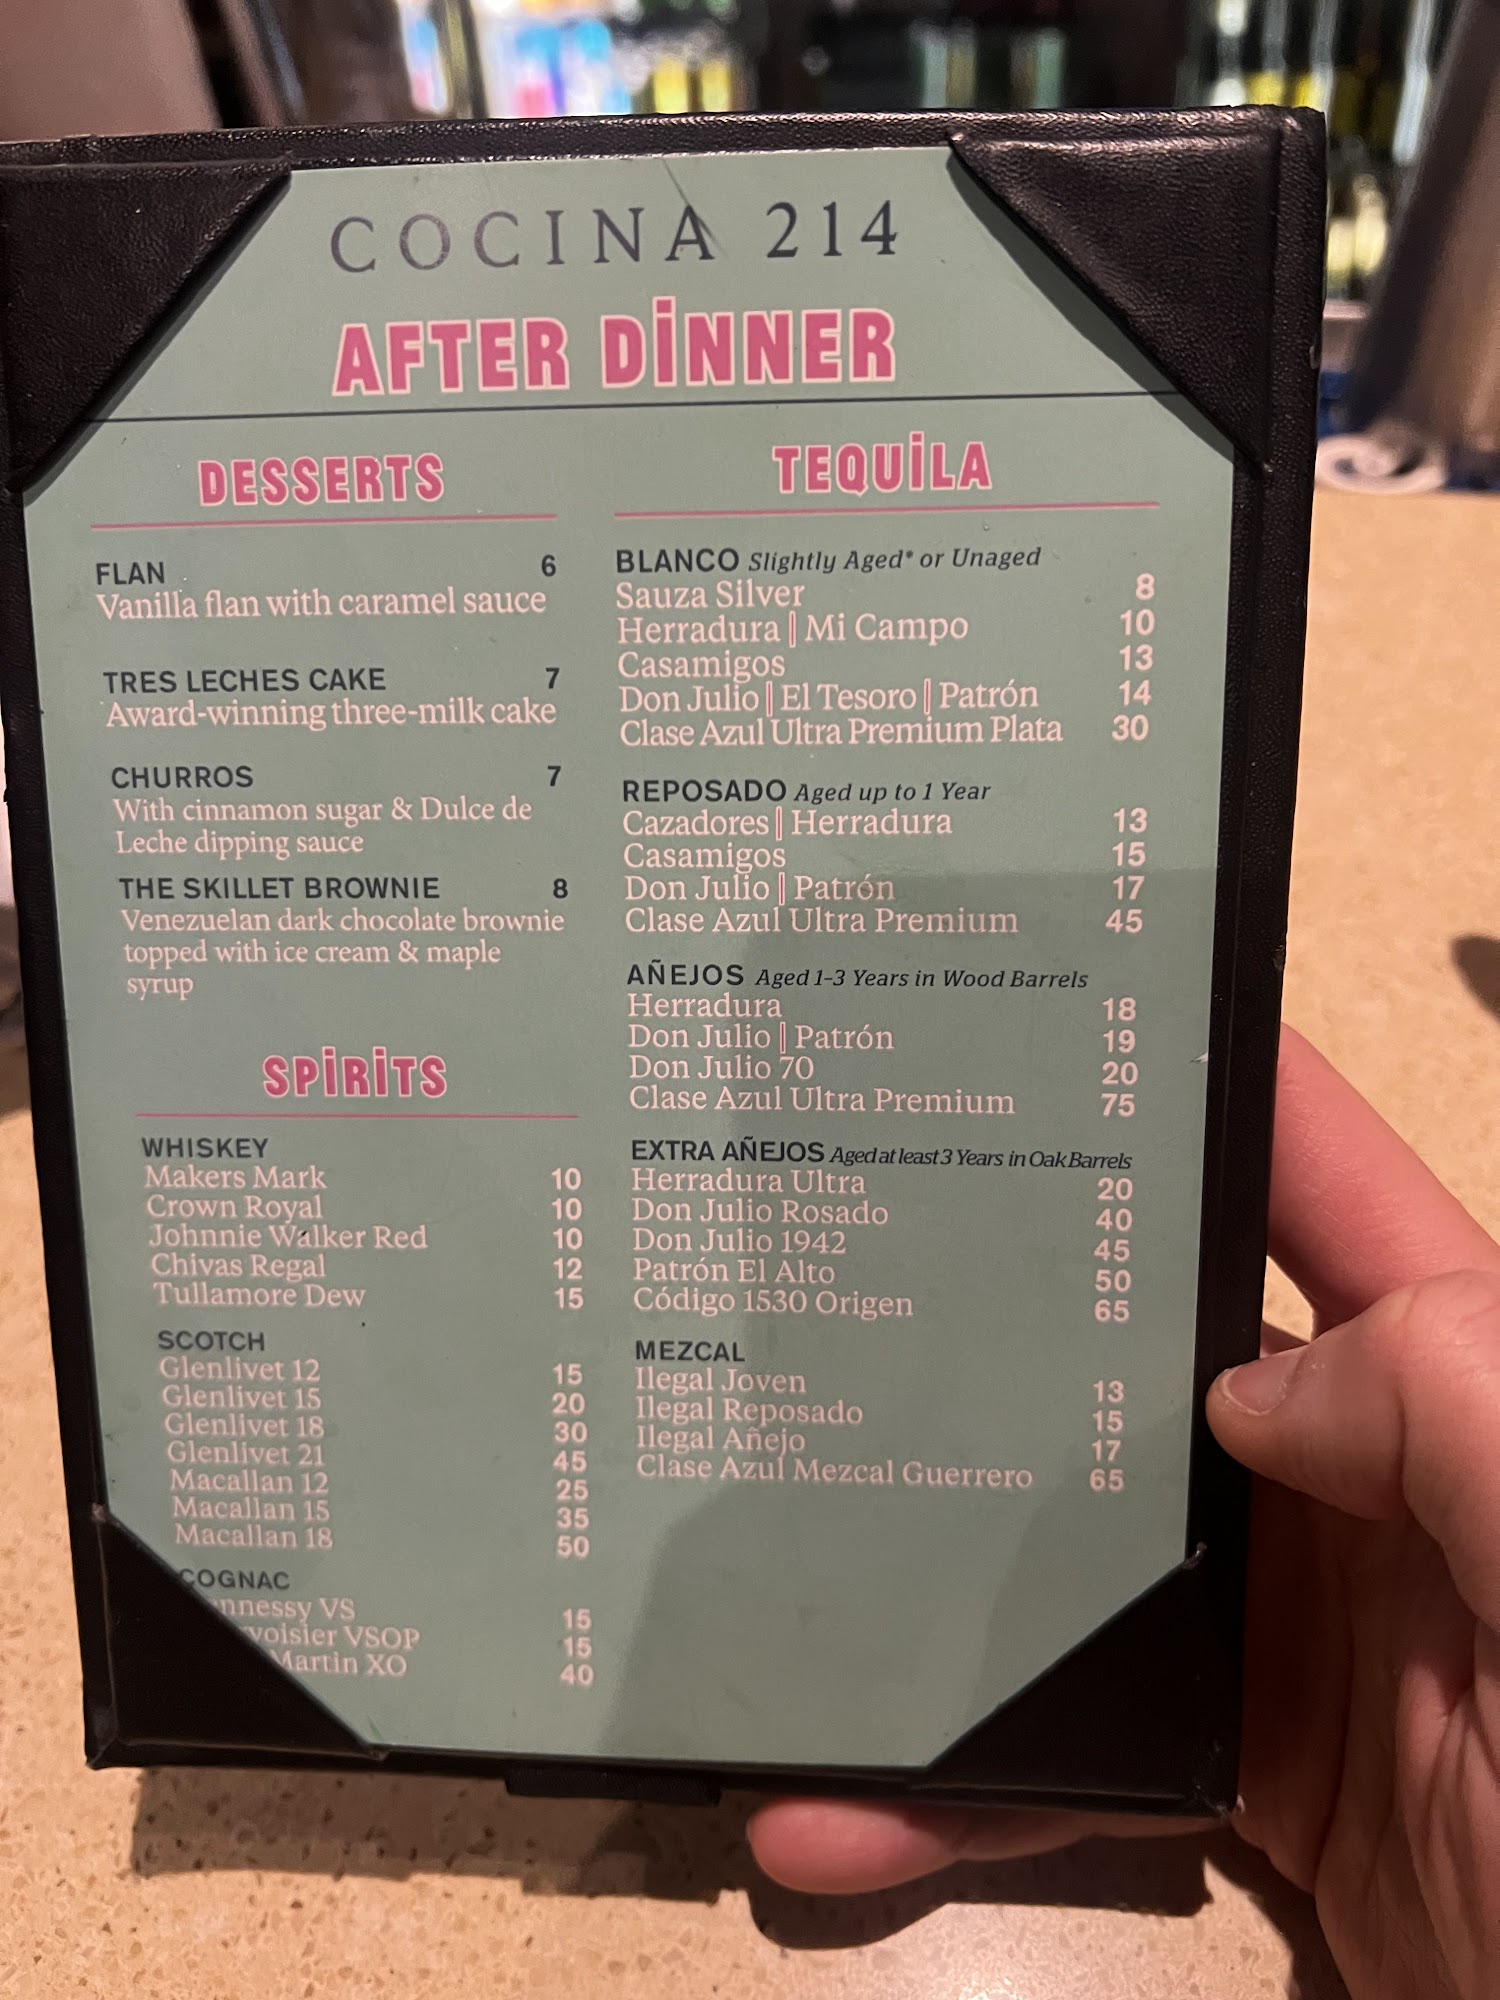 COCINA 214
AFTER DINNER
DESSERTS
FLAN 6
Vanilla flan with caramel sauce
TRES LECHES CAKE 7
Award-winning three-milk cake
CHURROS 7
With cinnamon sugar & Dulce de
Leche dipping sauce
THE SKILLET BROWNIE 8
Venezuelan dark chocolate brownie
topped with ice cream & maple
syrup
SPIRITS
WHISKEY
Makers Mark 10
Crown Royal 10
Johnnie Walker Red 10
Chivas Regal 12
Tullamore Dew 15
SCOTCH
Glenlivet 12 15
Glenlivet 15 20
Glenlivet 18 30
Glenlivet 21 45
Macallan 12 25
Macallan 15 35
Macallan 18 50
COGNAC
nnessy VS 15
voisier VSOP 15
Martin XO 40
TEQUILA
BLANCO Slightly Aged* or Unaged
Sauza Silver 8
Herradura | Mi Campo 10
Casamigos 13
Don Julio | El Tesoro | Patrón 14
Clase Azul Ultra Premium Plata 30
REPOSADO Aged up to 1 Year
Cazadores | Herradura 13
Casamigos 15
Don Julio | Patrón 17
Clase Azul Ultra Premium 45
AÑEJOS Aged 1-3 Years in Wood Barrels
Herradura 18
Don Julio | Patrón 19
Don Julio 70 20
Clase Azul Ultra Premium 75
EXTRA AÑEJOS Aged at least 3 Years in Oak Barrels
Herradura Ultra 20
Don Julio Rosado 40
Don Julio 1942 45
Patrón El Alto 50
Código 1530 Origen 65
MEZCAL
Ilegal Joven 13
Ilegal Reposado 15
Ilegal Añejo 17
Clase Azul Mezcal Guerrero 65